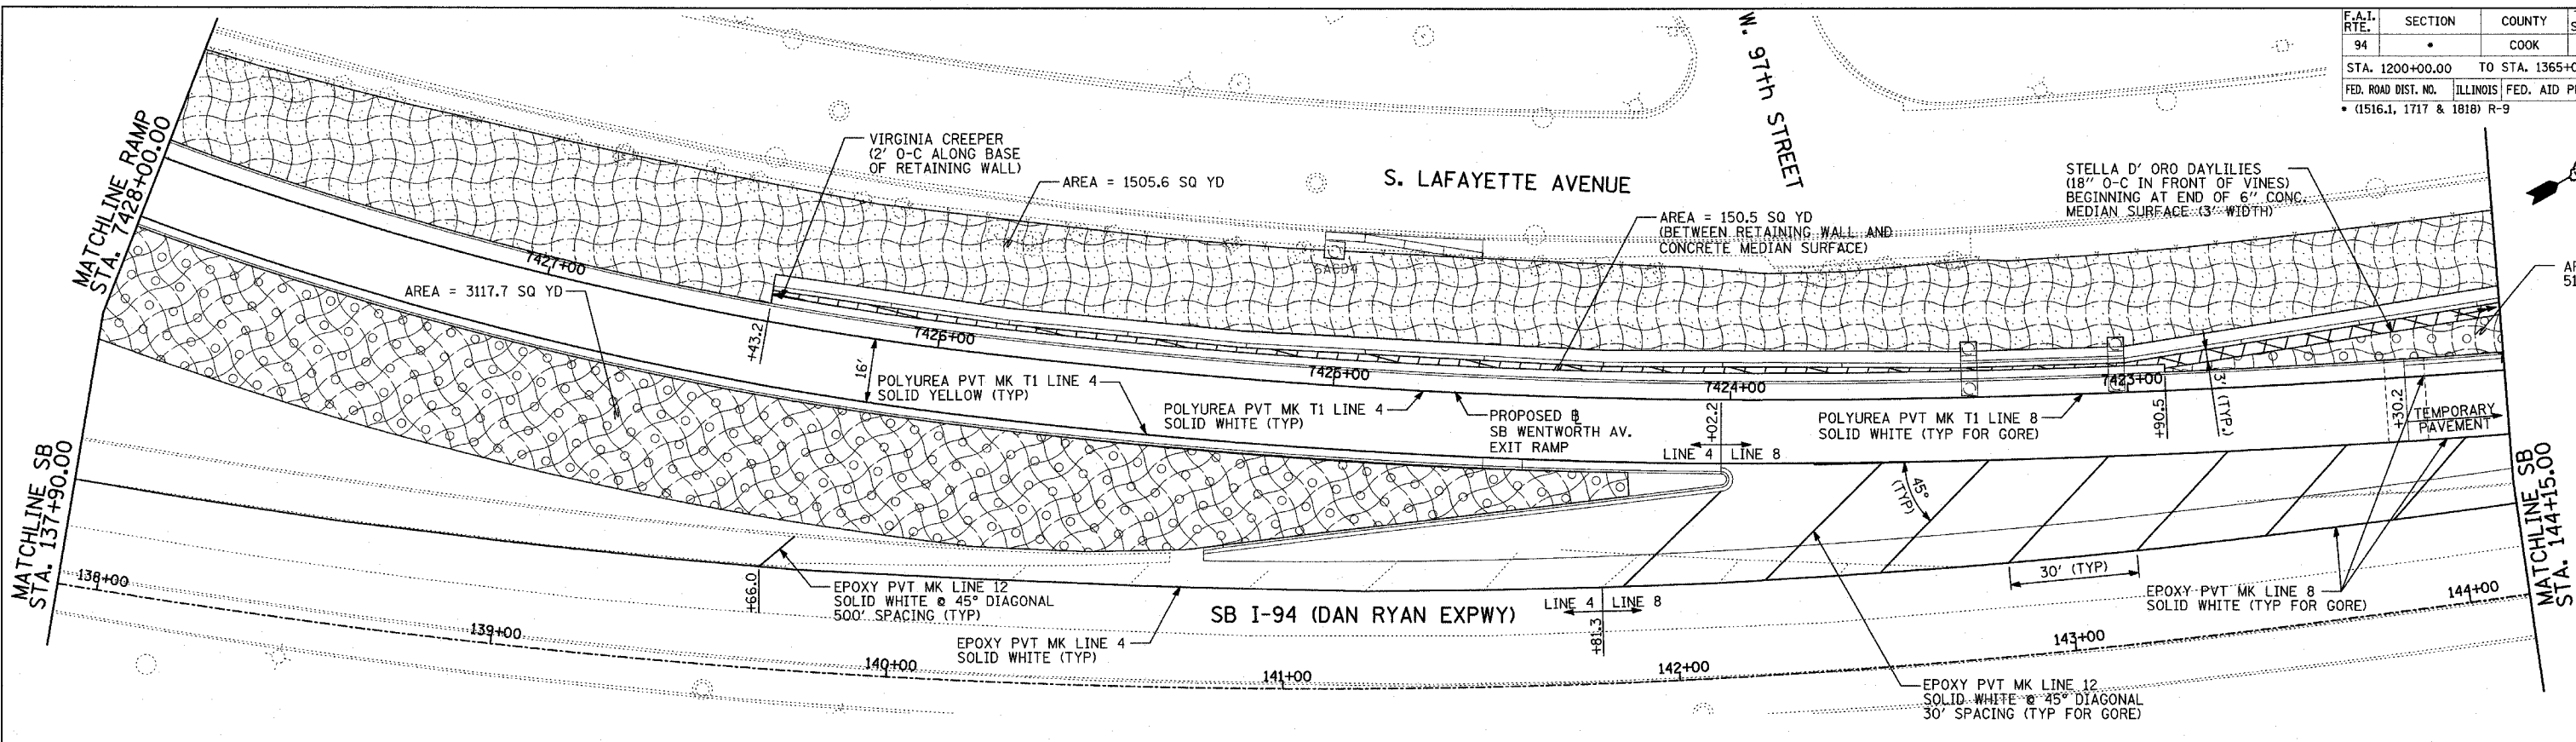 F.A.I. RTE. SECTION COUNTY
94 • COOK
STA. 1200+00.00 TO STA. 1365+0
FED. ROAD DIST. NO. ILLINOIS FED. AID
• (1516.1, 1717 & 1818) R-9
MATCHLINE RAMP
STA. 7428+00.00
W. 97th STREET
S. LAFAYETTE AVENUE
VIRGINIA CREEPER
(2' O-C ALONG BASE
OF RETAINING WALL)
AREA = 1505.6 SQ YD
AREA = 150.5 SQ YD
(BETWEEN RETAINING WALL AND
CONCRETE MEDIAN SURFACE)
STELLA D' ORO DAYLILIES
(18" O-C IN FRONT OF VINES)
BEGINNING AT END OF 6" CONC.
MEDIAN SURFACE (3' WIDTH)
51
AREA = 3117.7 SQ YD
7427+00
7426+00
7425+00
7424+00
7423+00
+43.2
16'
POLYUREA PVT MK T1 LINE 4
SOLID YELLOW (TYP)
POLYUREA PVT MK T1 LINE 4
SOLID WHITE (TYP)
PROPOSED ℄
SB WENTWORTH AV.
EXIT RAMP
+02.2
LINE 4 LINE 8
POLYUREA PVT MK T1 LINE 8
SOLID WHITE (TYP FOR GORE)
+90.5
3' (TYP.)
+30.2
TEMPORARY
PAVEMENT
45°
(TYP)
30' (TYP)
MATCHLINE SB
STA. 137+90.00
138+00
139+00
140+00
141+00
142+00
143+00
144+00
+66.0
EPOXY PVT MK LINE 12
SOLID WHITE @ 45° DIAGONAL
500' SPACING (TYP)
EPOXY PVT MK LINE 4
SOLID WHITE (TYP)
SB I-94 (DAN RYAN EXPWY)
LINE 4 LINE 8
+81.3
EPOXY PVT MK LINE 8
SOLID WHITE (TYP FOR GORE)
EPOXY PVT MK LINE 12
SOLID WHITE @ 45° DIAGONAL
30' SPACING (TYP FOR GORE)
MATCHLINE SB
STA. 144+15.00